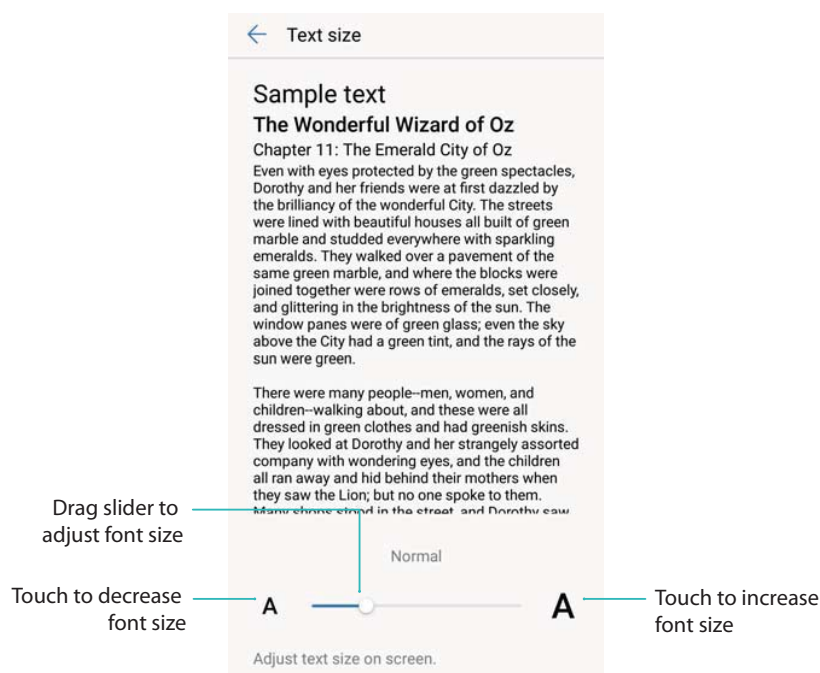 Text size
Sample text
The Wonderful Wizard of Oz
Chapter 11: The Emerald City of Oz
Even with eyes protected by the green spectacles,
Dorothy and her friends were at first dazzled by
the brilliancy of the wonderful City. The streets
were lined with beautiful houses all built of green
marble and studded everywhere with sparkling
emeralds. They walked over a pavement of the
same green marble, and where the blocks were
joined together were rows of emeralds, set closely,
and glittering in the brightness of the sun. The
window panes were of green glass; even the sky
above the City had a green tint, and the rays of the
sun were green.
There were many people--men, women, and
children--walking about, and these were all
dressed in green clothes and had greenish skins.
They looked at Dorothy and her strangely assorted
company with wondering eyes, and the children
all ran away and hid behind their mothers when
they saw the Lion; but no one spoke to them.
Many shops stood in the street, and Dorothy saw
Drag slider to
adjust font size
Normal
Touch to decrease
font size
A
A
Touch to increase
font size
Adjust text size on screen.